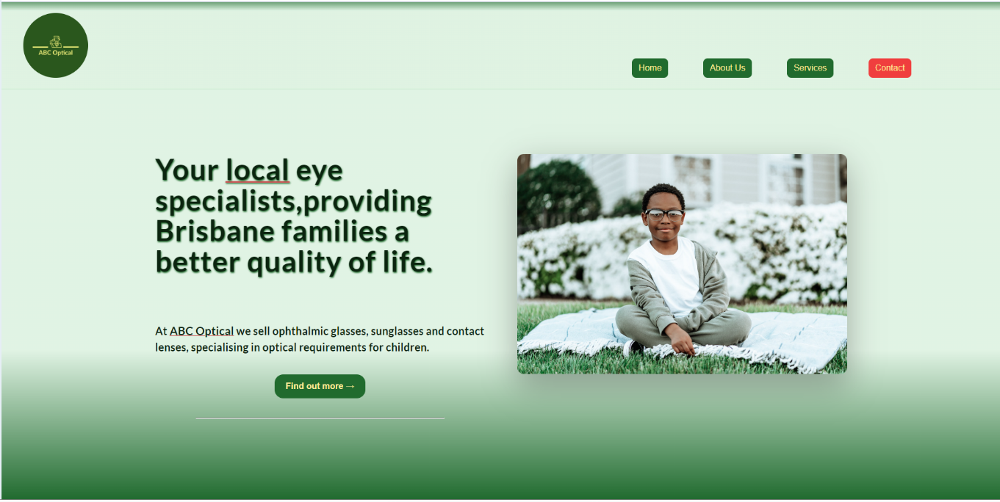 ABC Optical
Home
About Us
Services
Contact
Your local eye
specialists,providing
Brisbane families a
better quality of life.
At ABC Optical we sell ophthalmic glasses, sunglasses and contact
lenses, specialising in optical requirements for children.
Find out more →